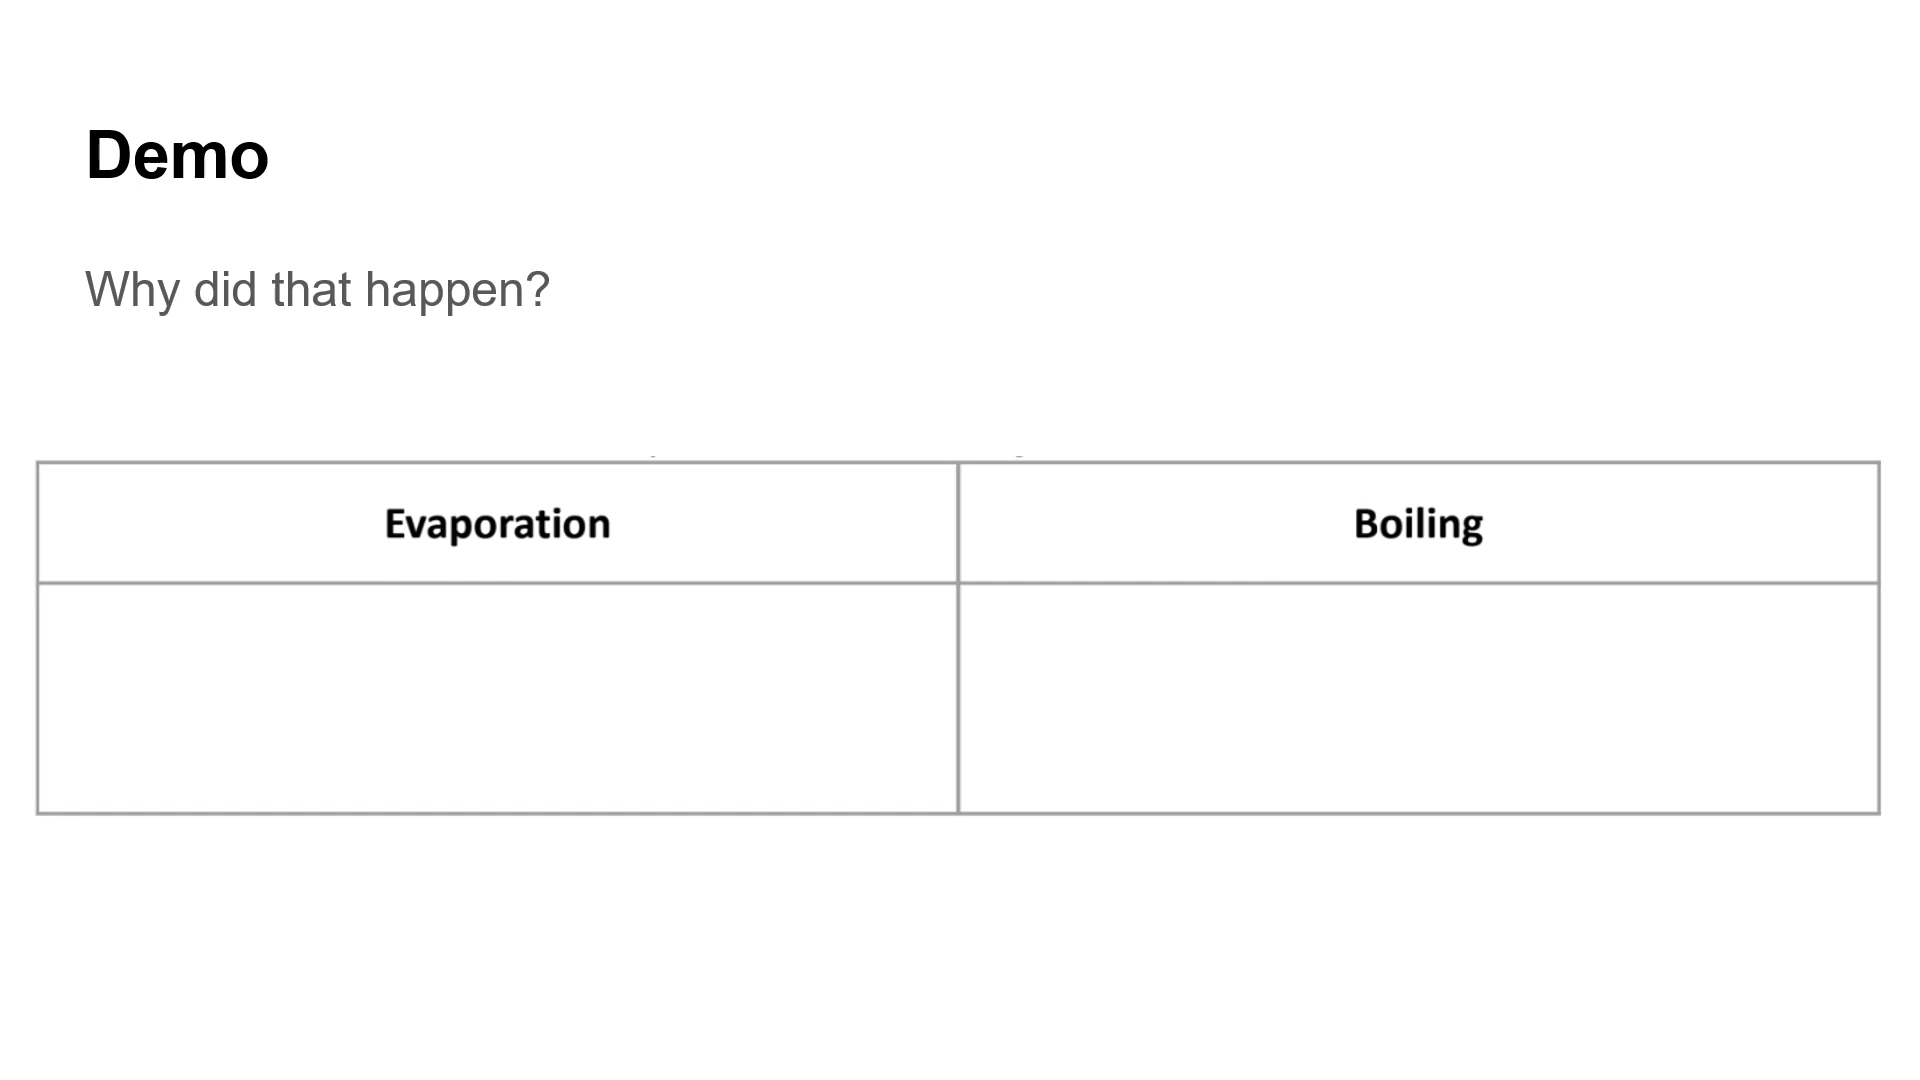 Demo
Why did that happen?
Evaporation
Boiling